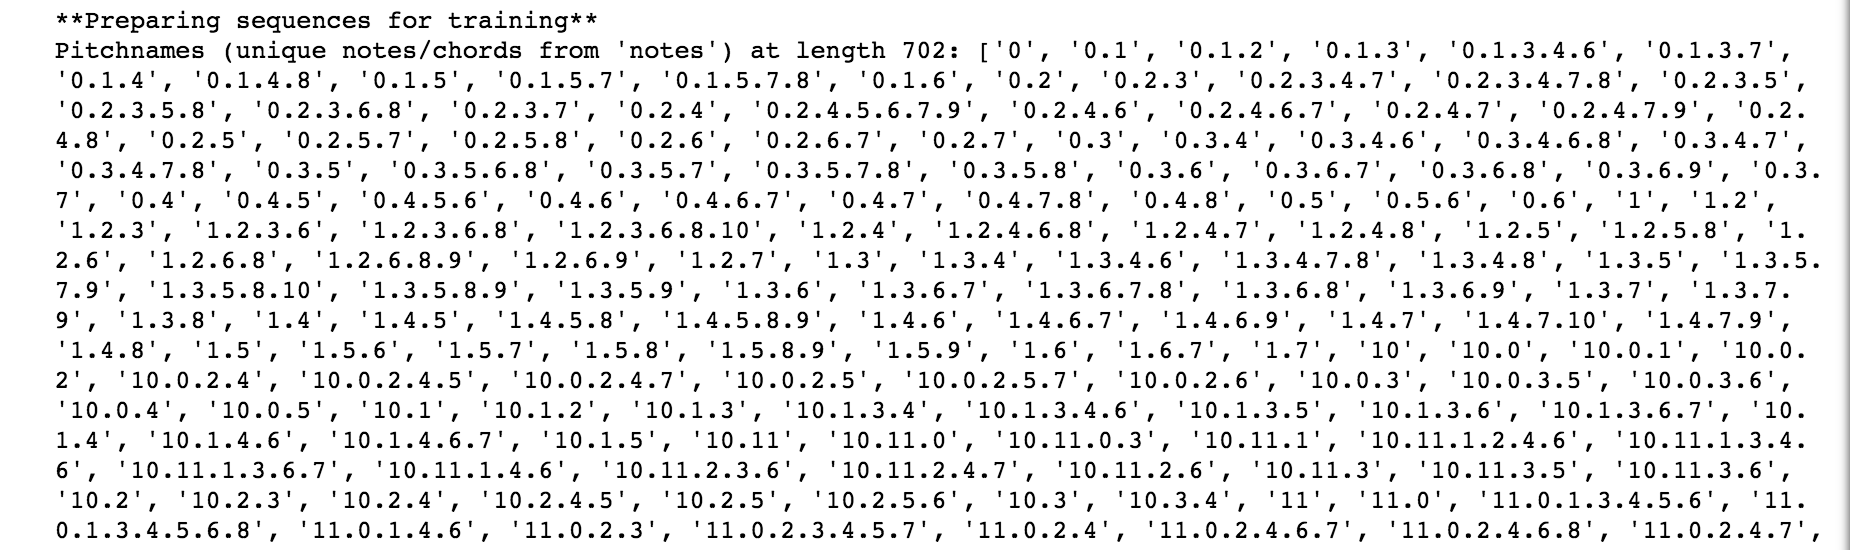 **Preparing sequences for training**
Pitchnames (unique notes/chords from 'notes') at length 702: ['0', '0.1', '0.1.2', '0.1.3', '0.1.3.4.6', '0.1.3.7',
'0.1.4', '0.1.4.8', '0.1.5', '0.1.5.7', '0.1.5.7.8', '0.1.6', '0.2', '0.2.3', '0.2.3.4.7', '0.2.3.4.7.8', '0.2.3.5',
'0.2.3.5.8', '0.2.3.6.8', '0.2.3.7', '0.2.4', '0.2.4.5.6.7.9', '0.2.4.6', '0.2.4.6.7', '0.2.4.7', '0.2.4.7.9', '0.2.
4.8', '0.2.5', '0.2.5.7', '0.2.5.8', '0.2.6', '0.2.6.7', '0.2.7', '0.3', '0.3.4', '0.3.4.6', '0.3.4.6.8', '0.3.4.7',
'0.3.4.7.8', '0.3.5', '0.3.5.6.8', '0.3.5.7', '0.3.5.7.8', '0.3.5.8', '0.3.6', '0.3.6.7', '0.3.6.8', '0.3.6.9', '0.3.
7', '0.4', '0.4.5', '0.4.5.6', '0.4.6', '0.4.6.7', '0.4.7', '0.4.7.8', '0.4.8', '0.5', '0.5.6', '0.6', '1', '1.2',
'1.2.3', '1.2.3.6', '1.2.3.6.8', '1.2.3.6.8.10', '1.2.4', '1.2.4.6.8', '1.2.4.7', '1.2.4.8', '1.2.5', '1.2.5.8', '1.
2.6', '1.2.6.8', '1.2.6.8.9', '1.2.6.9', '1.2.7', '1.3', '1.3.4', '1.3.4.6', '1.3.4.7.8', '1.3.4.8', '1.3.5', '1.3.5.
7.9', '1.3.5.8.10', '1.3.5.8.9', '1.3.5.9', '1.3.6', '1.3.6.7', '1.3.6.7.8', '1.3.6.8', '1.3.6.9', '1.3.7', '1.3.7.
9', '1.3.8', '1.4', '1.4.5', '1.4.5.8', '1.4.5.8.9', '1.4.6', '1.4.6.7', '1.4.6.9', '1.4.7', '1.4.7.10', '1.4.7.9',
'1.4.8', '1.5', '1.5.6', '1.5.7', '1.5.8', '1.5.8.9', '1.5.9', '1.6', '1.6.7', '1.7', '10', '10.0', '10.0.1', '10.0.
2', '10.0.2.4', '10.0.2.4.5', '10.0.2.4.7', '10.0.2.5', '10.0.2.5.7', '10.0.2.6', '10.0.3', '10.0.3.5', '10.0.3.6',
'10.0.4', '10.0.5', '10.1', '10.1.2', '10.1.3', '10.1.3.4', '10.1.3.4.6', '10.1.3.5', '10.1.3.6', '10.1.3.6.7', '10.
1.4', '10.1.4.6', '10.1.4.6.7', '10.1.5', '10.11', '10.11.0', '10.11.0.3', '10.11.1', '10.11.1.2.4.6', '10.11.1.3.4.
6', '10.11.1.3.6.7', '10.11.1.4.6', '10.11.2.3.6', '10.11.2.4.7', '10.11.2.6', '10.11.3', '10.11.3.5', '10.11.3.6',
'10.2', '10.2.3', '10.2.4', '10.2.4.5', '10.2.5', '10.2.5.6', '10.3', '10.3.4', '11', '11.0', '11.0.1.3.4.5.6', '11.
0.1.3.4.5.6.8', '11.0.1.4.6', '11.0.2.3', '11.0.2.3.4.5.7', '11.0.2.4', '11.0.2.4.6.7', '11.0.2.4.6.8', '11.0.2.4.7',